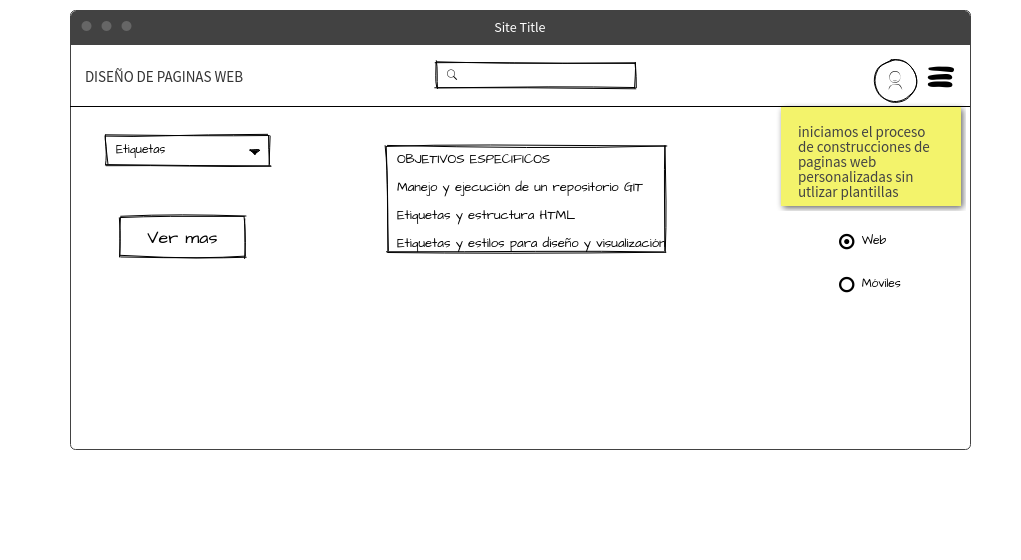 Site Title
DISEÑO DE PAGINAS WEB
Etiquetas
Ver mas
OBJETIVOS ESPECIFICOS
Manejo y ejecución de un repositorio GIT
Etiquetas y estructura HTML
Etiquetas y estilos para diseño y visualización
iniciamos el proceso
de construcciones de
paginas web
personalizadas sin
utlizar plantillas
Web
Móviles